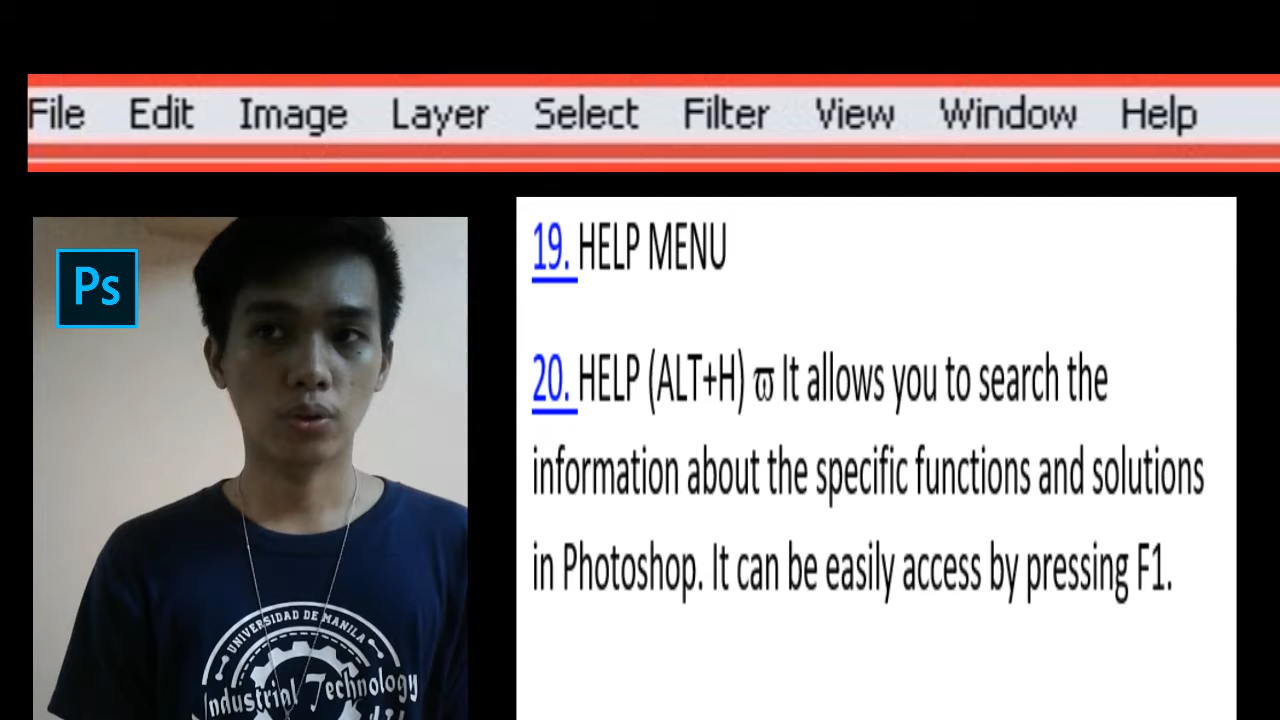 File Edit Image Layer Select Filter View Window Help
Ps
19. HELP MENU
20. HELP (ALT+H) ϖ It allows you to search the
information about the specific functions and solutions
in Photoshop. It can be easily access by pressing F1.
UNIVERSIDAD DE MANILA
Industrial Technology